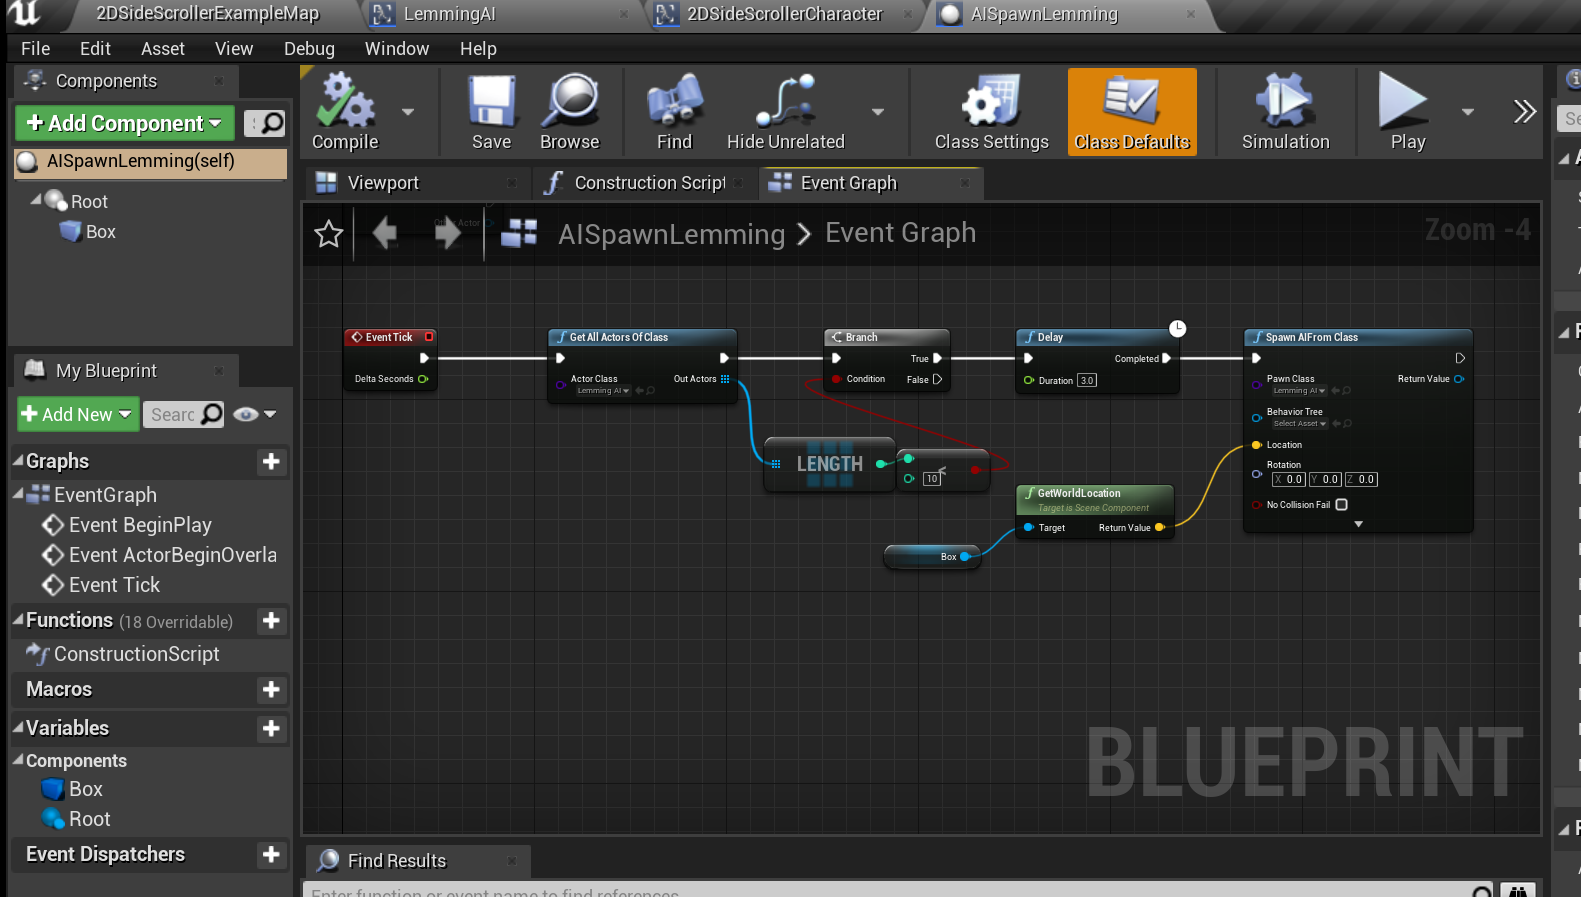 2DSideScrollerExampleMap
LemmingAI
2DSideScrollerCharacter
AISpawnLemming
File Edit Asset View Debug Window Help
Components
+ Add Component
AISpawnLemming(self)
Root
Box
Compile
Save
Browse
Find
Hide Unrelated
Class Settings
Class Defaults
Simulation
Play
Viewport
Construction Script
Event Graph
AISpawnLemming > Event Graph
Zoom -4
My Blueprint
+ Add New
Searc
Graphs
EventGraph
Event BeginPlay
Event ActorBeginOverla
Event Tick
Functions (18 Overridable)
ConstructionScript
Macros
Variables
Components
Box
Root
Event Dispatchers
Event Tick
Delta Seconds
Get All Actors Of Class
Actor Class
Lemming AI
Out Actors
Branch
True
Condition
False
Delay
Completed
Duration 3.0
Spawn AIFrom Class
Pawn Class
Lemming AI
Return Value
Behavior Tree
Select Asset
Location
Rotation
X 0.0 Y 0.0 Z 0.0
No Collision Fail
LENGTH
<
10
GetWorldLocation
Target is Scene Component
Target
Return Value
Box
BLUEPRINT
Find Results
Enter function or event name to find references